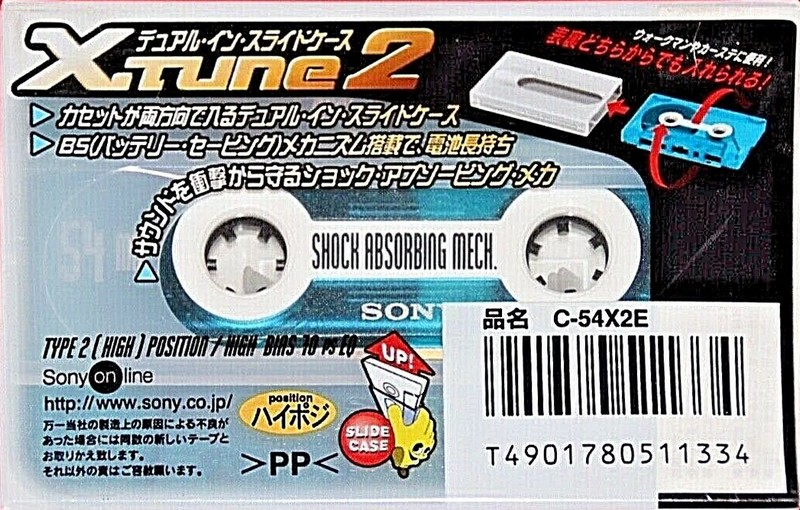 デュアル・イン・スライドケース
X・TUNE 2
ウォークマンやカーステに便利!
表裏どちらからでも入れられる!
▷カセットが両方向で入るデュアル・イン・スライドケース
▷BS(バッテリー・セービング)メカニズム搭載で、電池長持ち
▷サウンドを衝撃から守るショック・アブソービング・メカ
54
SHOCK ABSORBING MECH.
SONY
品名 C-54X2E
TYPE 2 (HIGH) POSITION / HIGH BIAS 70 μs EQ
UP!
Sony on line
http://www.sony.co.jp/
position
ハイポジ
SLIDE
CASE
万一当社の製造上の原因による不良が
あった場合には同数の新しいテープと
お取りかえ致します。
それ以外の責はご容赦願います。
>PP<
T4901780511334